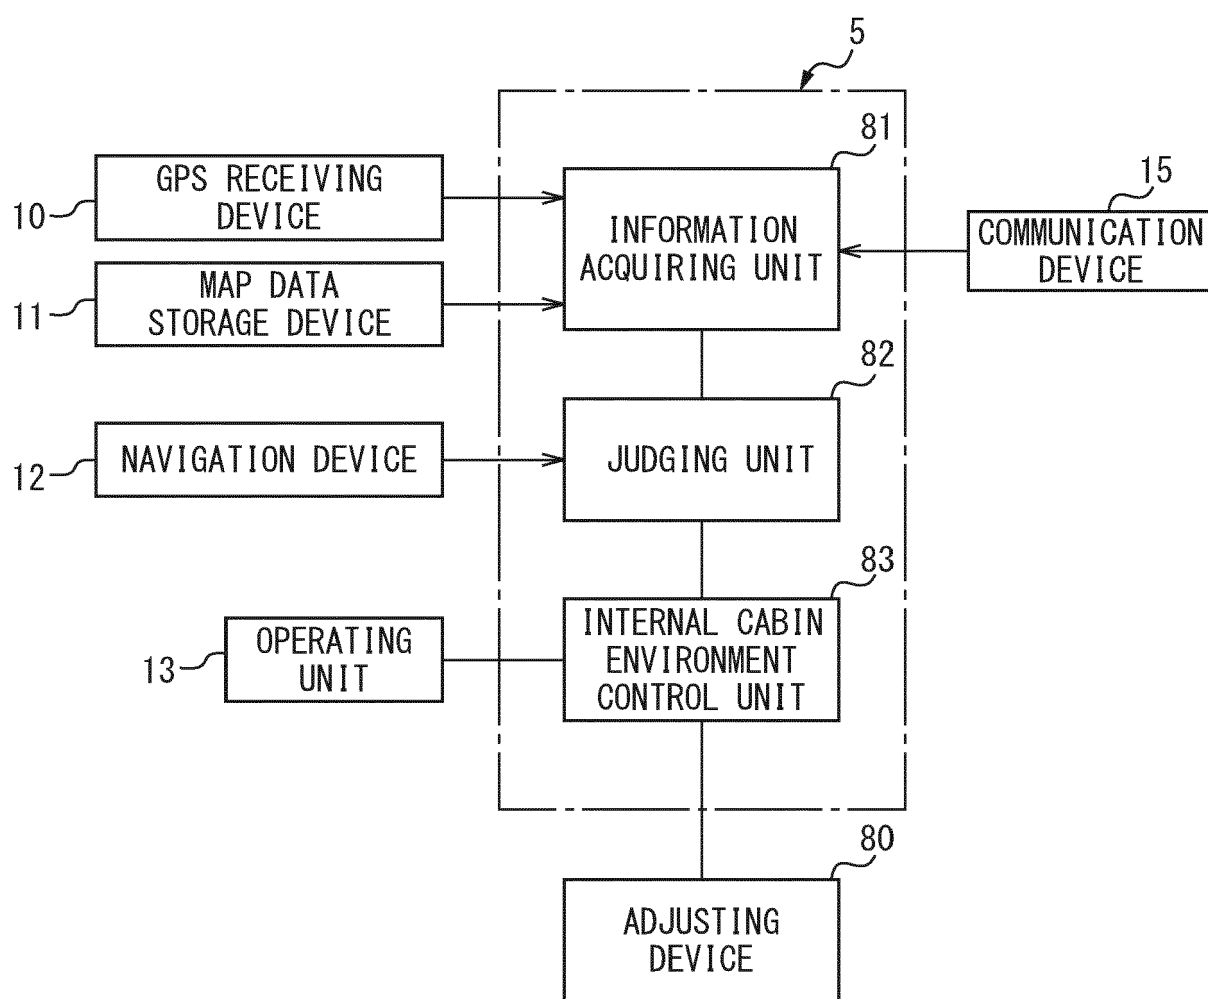 5
81
GPS RECEIVING
DEVICE
10
15
INFORMATION
ACQUIRING UNIT
COMMUNICATION
DEVICE
MAP DATA
STORAGE DEVICE
11
82
NAVIGATION DEVICE
12
JUDGING UNIT
83
OPERATING
UNIT
13
INTERNAL CABIN
ENVIRONMENT
CONTROL UNIT
80
ADJUSTING
DEVICE